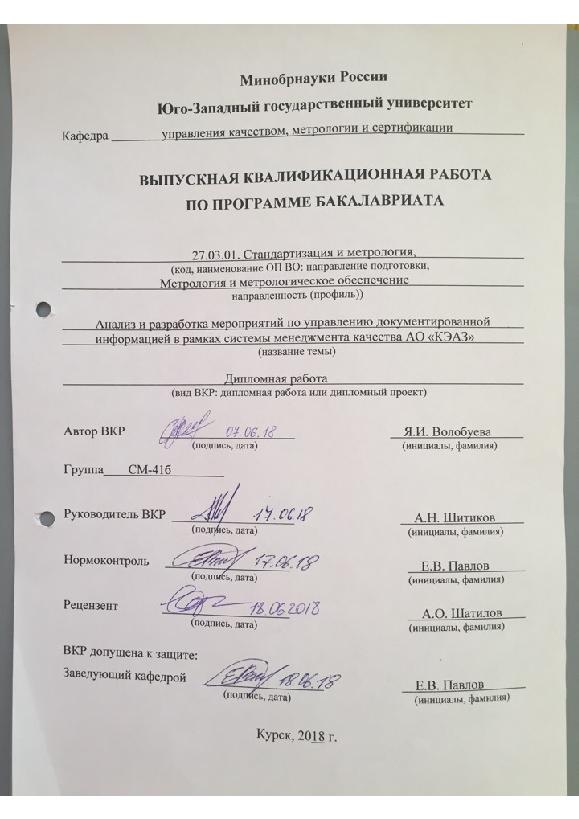 Минобрнауки России
Юго-Западный государственный университет
Кафедра управления качеством, метрологии и сертификации
ВЫПУСКНАЯ КВАЛИФИКАЦИОННАЯ РАБОТА
ПО ПРОГРАММЕ БАКАЛАВРИАТА
27.03.01. Стандартизация и метрология,
(код, наименование ОП ВО: направление подготовки,
Метрология и метрологическое обеспечение
направленность (профиль))
Анализ и разработка мероприятий по управлению документированной
информацией в рамках системы менеджмента качества АО «КЭАЗ»
(название темы)
Дипломная работа
(вид ВКР: дипломная работа или дипломный проект)
Автор ВКР 07.06.18 Я.И. Волобуева
(подпись, дата) (инициалы, фамилия)
Группа СМ-41б
Руководитель ВКР 17.06.18 А.Н. Шитиков
(подпись, дата) (инициалы, фамилия)
Нормоконтроль 17.06.18 Е.В. Павлов
(подпись, дата) (инициалы, фамилия)
Рецензент 18.06.2018 А.О. Шатилов
(подпись, дата) (инициалы, фамилия)
ВКР допущена к защите:
Заведующий кафедрой 18.06.18 Е.В. Павлов
(подпись, дата) (инициалы, фамилия)
Курск, 2018 г.